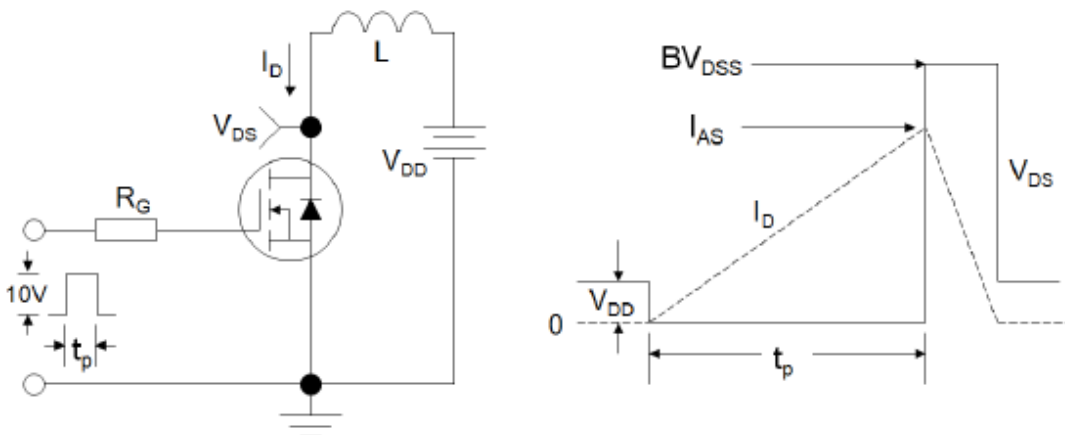 I_D
L
V_DS
V_DD
R_G
10V
t_p
BV_DSS
I_AS
V_DS
I_D
V_DD
0
t_p